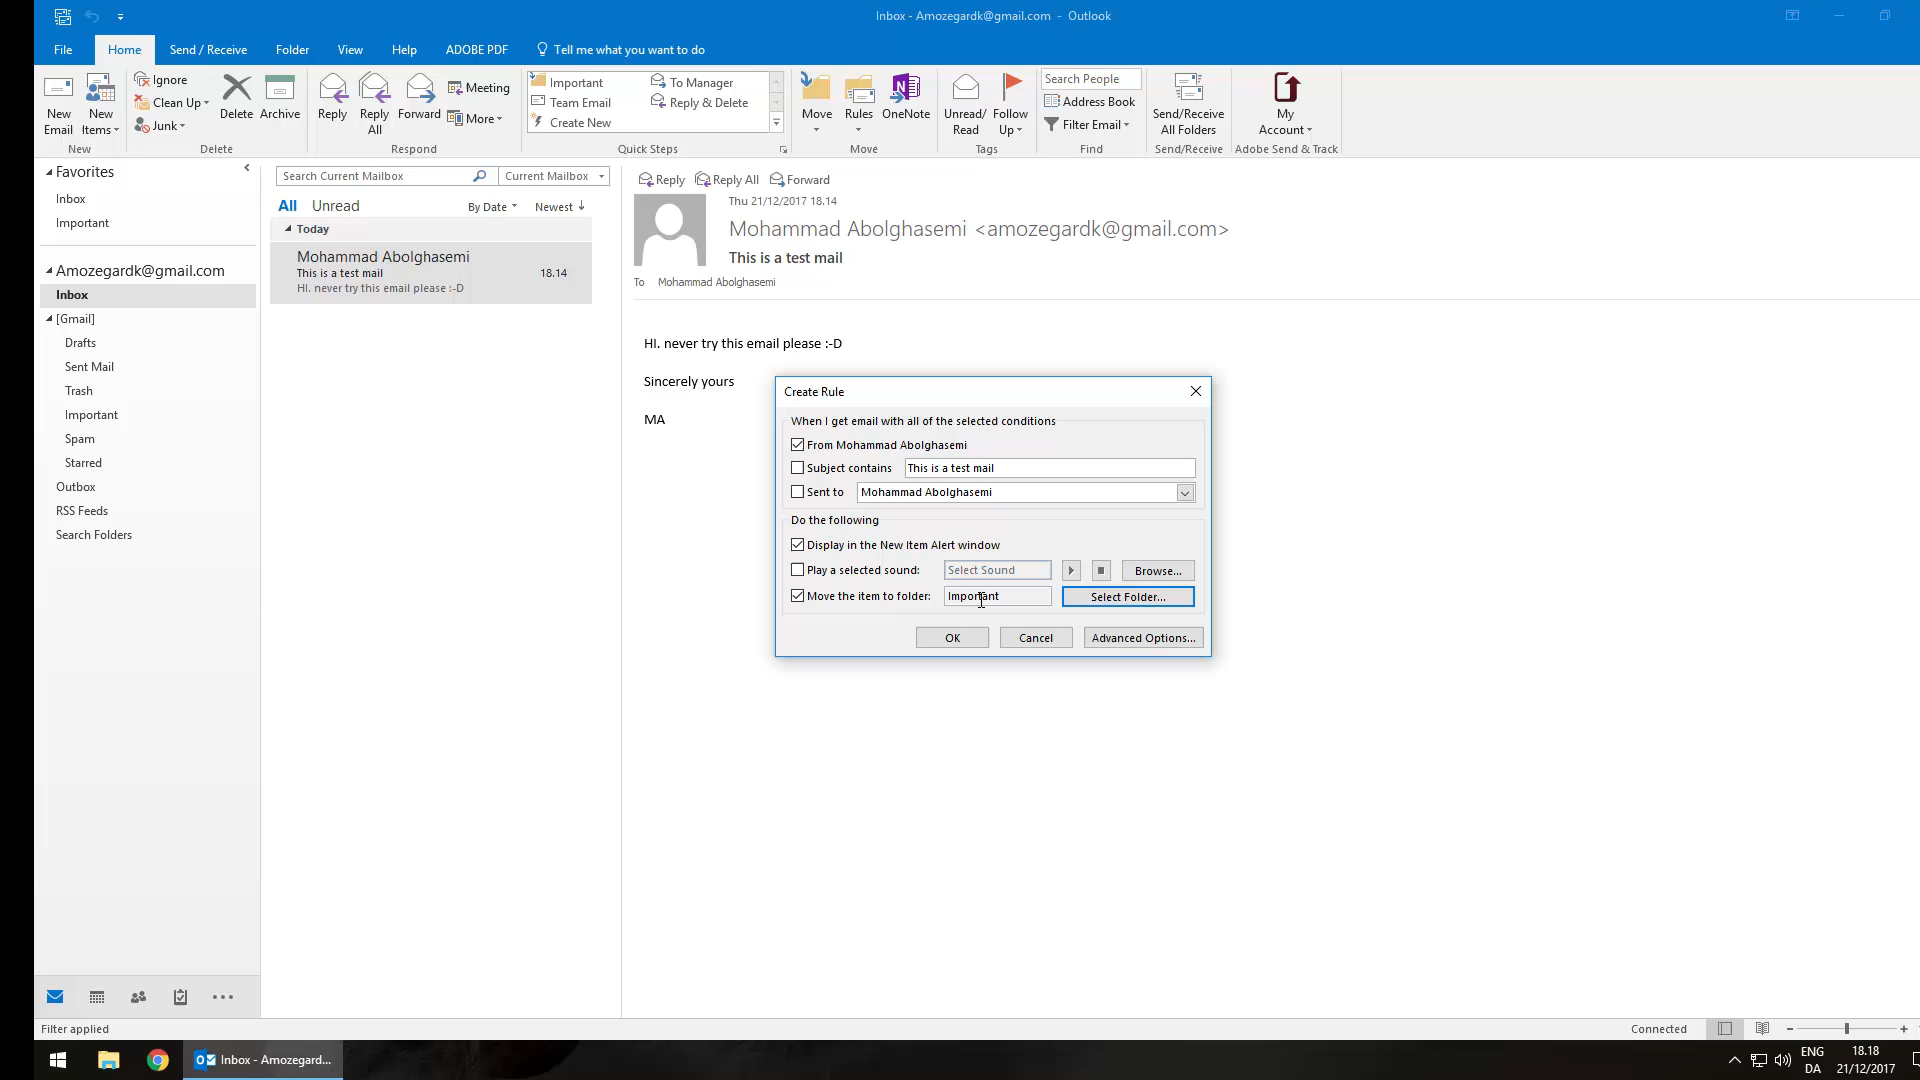 Inbox - Amozegardk@gmail.com - Outlook
File Home Send / Receive Folder View Help ADOBE PDF Tell me what you want to do
New Email
New Items
Ignore
Clean Up
Junk
Delete
Archive
Reply
Reply All
Forward
Meeting
More
Important
Team Email
Create New
To Manager
Reply & Delete
Move
Rules
OneNote
Unread/ Read
Follow Up
Search People
Address Book
Filter Email
Send/Receive All Folders
My Account
New
Delete
Respond
Quick Steps
Move
Tags
Find
Send/Receive
Adobe Send & Track
Favorites
Inbox
Important
Amozegardk@gmail.com
Inbox
[Gmail]
Drafts
Sent Mail
Trash
Important
Spam
Starred
Outbox
RSS Feeds
Search Folders
Search Current Mailbox
Current Mailbox
All Unread
By Date Newest
Today
Mohammad Abolghasemi
This is a test mail 18.14
HI. never try this email please :-D
Reply Reply All Forward
Thu 21/12/2017 18.14
Mohammad Abolghasemi <amozegardk@gmail.com>
This is a test mail
To Mohammad Abolghasemi
HI. never try this email please :-D
Sincerely yours
MA
Create Rule
When I get email with all of the selected conditions
From Mohammad Abolghasemi
Subject contains This is a test mail
Sent to Mohammad Abolghasemi
Do the following
Display in the New Item Alert window
Play a selected sound: Select Sound Browse...
Move the item to folder: Important Select Folder...
OK Cancel Advanced Options...
Filter applied
Connected
Inbox - Amozegard...
ENG
DA
18.18
21/12/2017